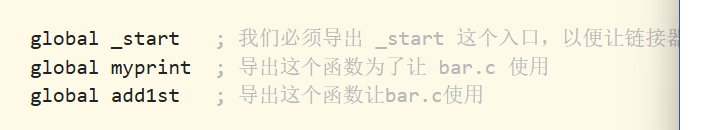 global _start   ; 我们必须导出 _start 这个入口，以便让链接器
global myprint  ; 导出这个函数为了让 bar.c 使用
global add1st   ; 导出这个函数让bar.c使用